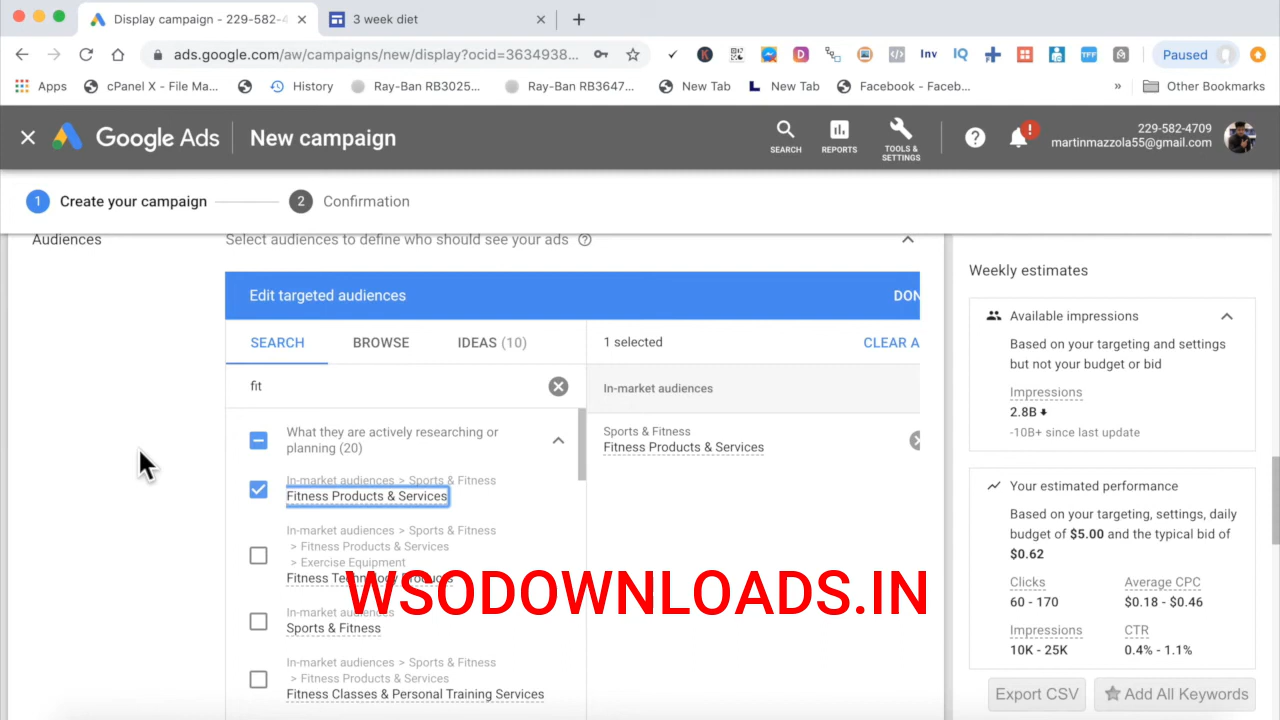 Display campaign - 229-582-4
3 week diet
ads.google.com/aw/campaigns/new/display?ocid=3634938...
Inv
IQ
TFF
Paused
Apps
cPanel X - File Ma...
History
Ray-Ban RB3025...
Ray-Ban RB3647...
New Tab
New Tab
Facebook - Faceb...
»
Other Bookmarks
Google Ads
New campaign
SEARCH
REPORTS
TOOLS &
SETTINGS
229-582-4709
martinmazzola55@gmail.com
1 Create your campaign
2 Confirmation
Audiences
Select audiences to define who should see your ads
Edit targeted audiences
DON
SEARCH
BROWSE
IDEAS (10)
1 selected
CLEAR A
fit
In-market audiences
What they are actively researching or
planning (20)
Sports & Fitness
Fitness Products & Services
In-market audiences > Sports & Fitness
Fitness Products & Services
In-market audiences > Sports & Fitness
> Fitness Products & Services
> Exercise Equipment
Fitness Technology Products
In-market audiences
Sports & Fitness
In-market audiences > Sports & Fitness
> Fitness Products & Services
Fitness Classes & Personal Training Services
WSODOWNLOADS.IN
Weekly estimates
Available impressions
Based on your targeting and settings
but not your budget or bid
Impressions
2.8B
-10B+ since last update
Your estimated performance
Based on your targeting, settings, daily
budget of $5.00 and the typical bid of
$0.62
Clicks
Average CPC
60 - 170
$0.18 - $0.46
Impressions
CTR
10K - 25K
0.4% - 1.1%
Export CSV
Add All Keywords